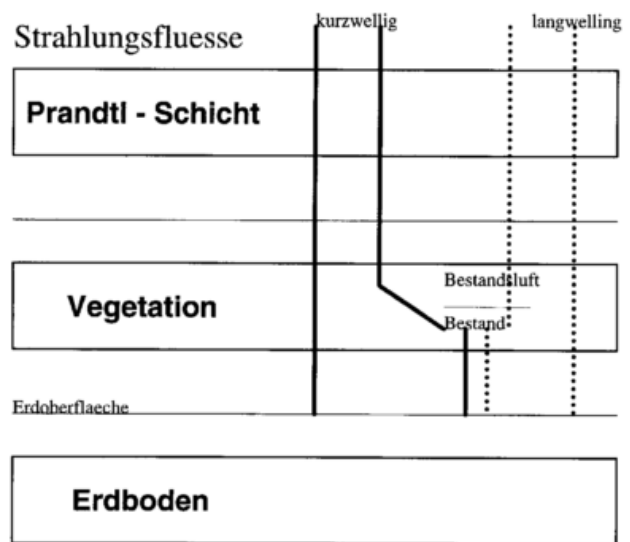 kurzwellig langwelling
Strahlungsfluesse
Prandtl - Schicht
Bestandsluft
Vegetation
Bestand
Erdoberflaeche
Erdboden